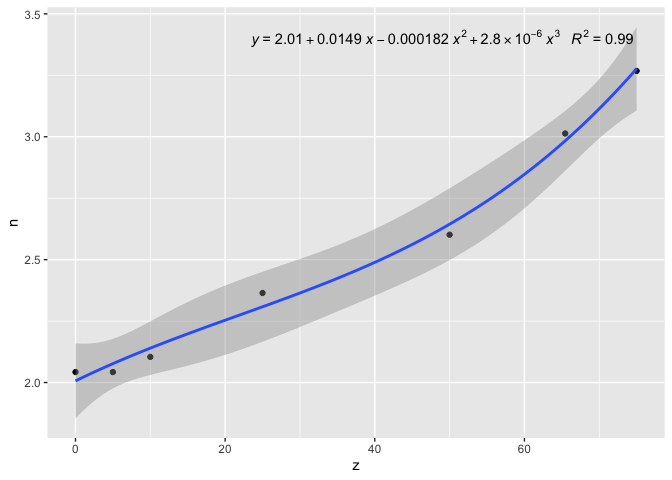 3.5
y = 2.01 + 0.0149 x − 0.000182 x² + 2.8 × 10⁻⁶ x³   R² = 0.99
3.0
2.5
2.0
n
0 20 40 60
z